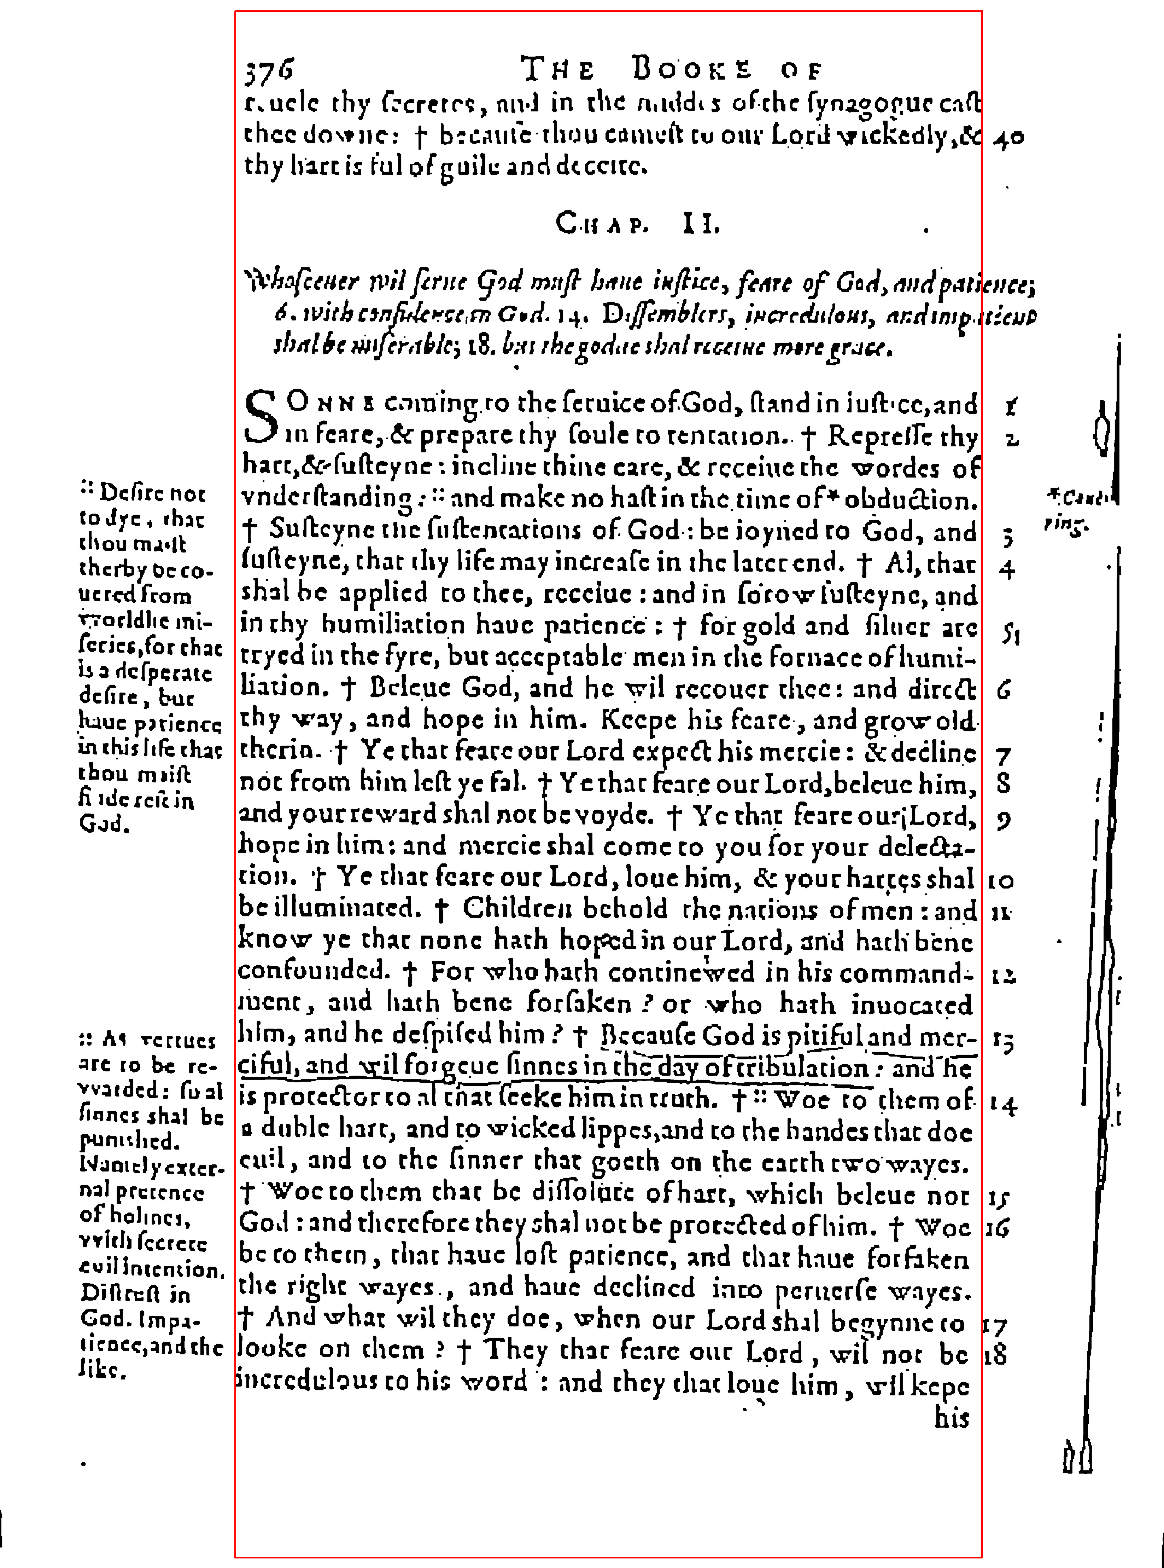 376 THE BOOKE OF
reuele thy secretes, and in the middes of the synagogue cast
thee downe: † because thou camest to our Lord wickedly, & 40
thy hart is ful of guile and deceite.
CHAP. II.
Whosoeuer wil serue God must haue iustice, feare of God, and patience;
6. with confidence in God. 14. Dissemblers, incredulous, and impatient
shal be miserable; 18. but the godlie shal receiue more grace.
SONNE coming to the seruice of God, stand in iustice, and 1
in feare, & prepare thy soule to tentation. † Represse thy 2
hart, & susteyne: incline thine eare, & receiue the wordes of
vnderstanding: :: and make no hast in the time of * obduction.
† Susteyne the sustentations of God: be ioyned to God, and 3
susteyne, that thy life may increase in the later end. † Al, that 4
shal be applied to thee, receiue: and in sorow susteyne, and
in thy humiliation haue patience: † for gold and siluer are 5
tryed in the fyre, but acceptable men in the fornace of humi-
liation. † Beleue God, and he wil recouer thee: and direct 6
thy way, and hope in him. Keepe his feare, and grow old
therin. † Ye that feare our Lord expect his mercie: & decline 7
not from him lest ye fal. † Ye that feare our Lord, beleue him, 8
and your reward shal not be voyde. † Ye that feare our Lord, 9
hope in him: and mercie shal come to you for your delecta-
tion. † Ye that feare our Lord, loue him, & your hartes shal 10
be illuminated. † Children behold the nations of men: and 11
know ye that none hath hoped in our Lord, and hath bene
confounded. † For who hath continewed in his command- 12
ment, and hath bene forsaken? or who hath inuocated
him, and he despised him? † Because God is pitiful and mer- 13
ciful, and wil forgeue sinnes in the day of tribulation: and he
is protector to al that seeke him in truth. † :: Woe to them of 14
a duble hart, and to wicked lippes, and to the handes that doe
euil, and to the sinner that goeth on the earth two wayes.
† Woe to them that be dissolute of hart, which beleue not 15
God: and therefore they shal not be protected of him. † Woe 16
be to them, that haue lost patience, and that haue forsaken
the right wayes, and haue declined into peruerse wayes.
† And what wil they doe, when our Lord shal begynne to 17
looke on them? † They that feare our Lord, wil not be 18
incredulous to his word: and they that loue him, wil kepe
his
:: Desire not
to dye, that
thou maist
therby be co-
uered from
worldlie mi-
series, for that
is a desperate
desire, but
haue patience
in this life that
thou maist
finde rest in
God.
:: As vertues
are to be re-
warded: so al
sinnes shal be
punished.
Namely exter-
nal pretence
of holines,
with secrete
euil intention.
Distrest in
God. Impa-
tience, and the
like.
ring.